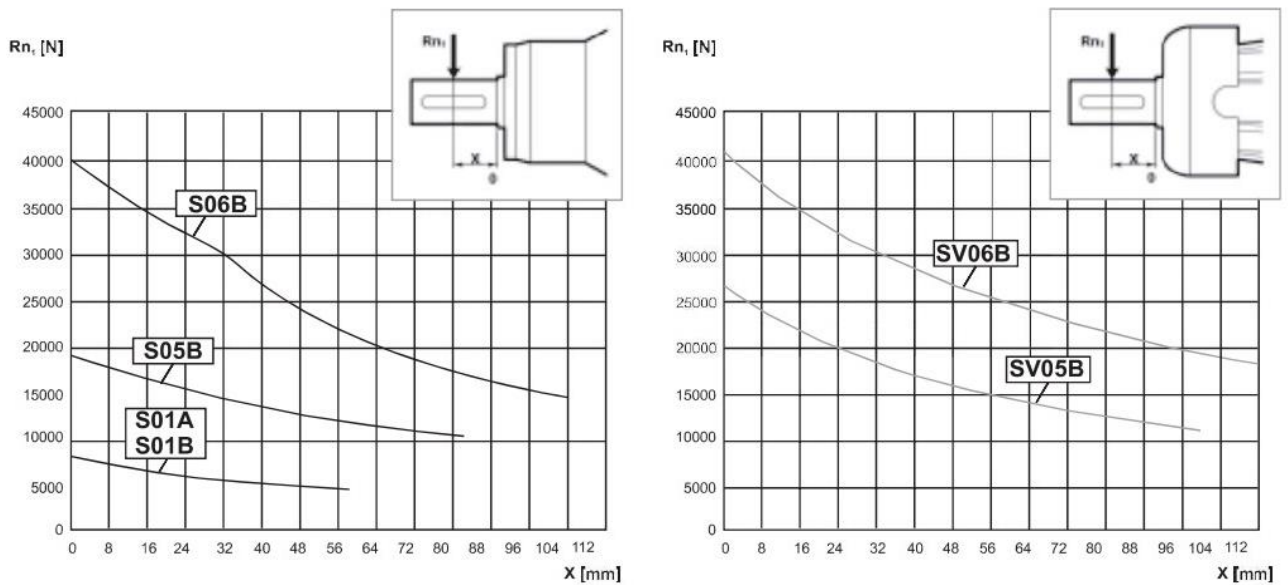 Rn₁ [N]
Rn₁
X
0
45000
40000
35000
30000
25000
20000
15000
10000
5000
0
S06B
S05B
S01A
S01B
0 8 16 24 32 40 48 56 64 72 80 88 96 104 112
X [mm]
Rn₁ [N]
Rn₁
X
0
45000
40000
35000
30000
25000
20000
15000
10000
5000
0
SV06B
SV05B
0 8 16 24 32 40 48 56 64 72 80 88 96 104 112
X [mm]